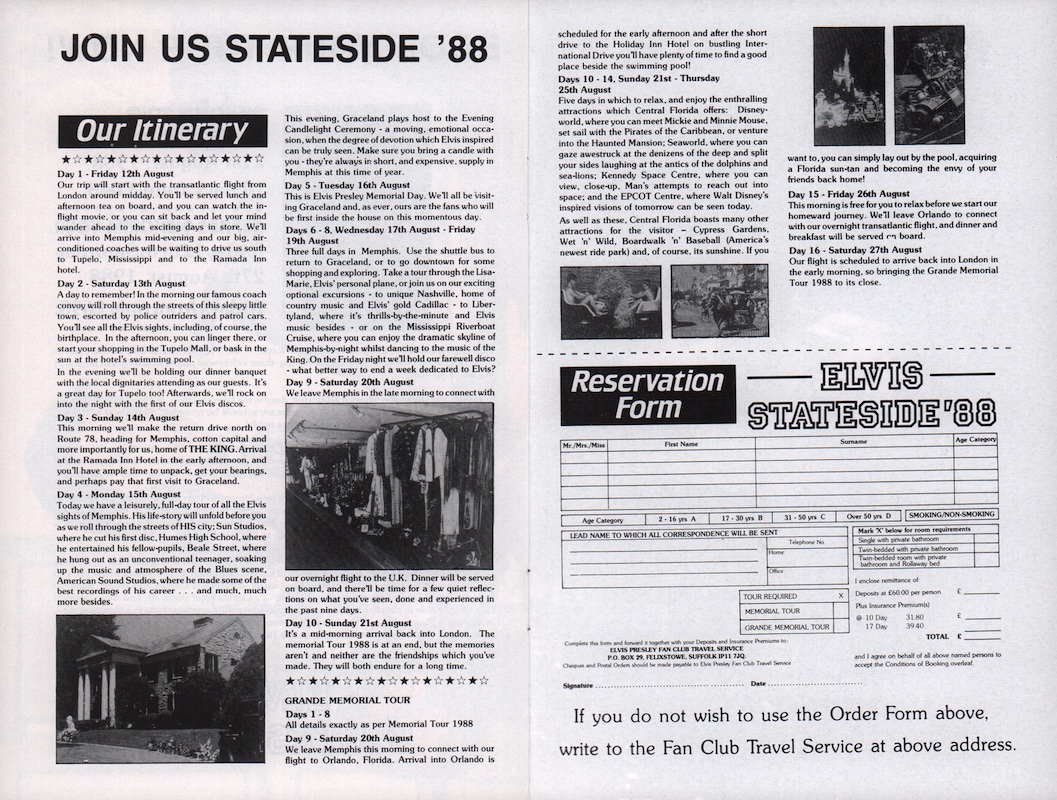 JOIN US STATESIDE '88
Our Itinerary
☆☆☆☆☆☆☆☆☆☆☆☆☆☆☆☆☆☆
Day 1 - Friday 12th August
Our trip will start with the transatlantic flight from
London around midday. You'll be served lunch and
afternoon tea on board, and you can watch the in-
flight movie, or you can sit back and let your mind
wander ahead to the exciting days in store. We'll
arrive into Memphis mid-evening and our big, air-
conditioned coaches will be waiting to drive us south
to Tupelo, Mississippi and to the Ramada Inn
hotel.
Day 2 - Saturday 13th August
A day to remember! In the morning our famous coach
convoy will roll through the streets of this sleepy little
town, escorted by police outriders and patrol cars.
You'll see all the Elvis sights, including, of course, the
birthplace. In the afternoon, you can linger there, or
start your shopping in the Tupelo Mall, or bask in the
sun at the hotel's swimming pool.
In the evening we'll be holding our dinner banquet
with the local dignitaries attending as our guests. It's
a great day for Tupelo too! Afterwards, we'll rock on
into the night with the first of our Elvis discos.
Day 3 - Sunday 14th August
This morning we'll make the return drive north on
Route 78, heading for Memphis, cotton capital and
more importantly for us, home of THE KING. Arrival
at the Ramada Inn Hotel in the early afternoon, and
you'll have ample time to unpack, get your bearings,
and perhaps pay that first visit to Graceland.
Day 4 - Monday 15th August
Today we have a leisurely, full-day tour of all the Elvis
sights of Memphis. His life-story will unfold before you
as we roll through the streets of HIS city; Sun Studios,
where he cut his first disc, Humes High School, where
he entertained his fellow-pupils, Beale Street, where
he hung out as an unconventional teenager, soaking
up the music and atmosphere of the Blues scene,
American Sound Studios, where he made some of the
best recordings of his career . . . and much, much
more besides.
This evening, Graceland plays host to the Evening
Candlelight Ceremony - a moving, emotional occa-
sion, when the degree of devotion which Elvis inspired
can be truly seen. Make sure you bring a candle with
you - they're always in short, and expensive, supply in
Memphis at this time of year.
Day 5 - Tuesday 16th August
This is Elvis Presley Memorial Day. We'll all be visit-
ing Graceland and, as ever, ours are the fans who will
be first inside the house on this momentous day.
Days 6 - 8, Wednesday 17th August - Friday
19th August
Three full days in Memphis. Use the shuttle bus to
return to Graceland, or to go downtown for some
shopping and exploring. Take a tour through the Lisa-
Marie, Elvis' personal plane, or join us on our exciting
optional excursions - to unique Nashville, home of
country music and Elvis' gold Cadillac - to Liber-
tyland, where it's thrills-by-the-minute and Elvis
music besides - or on the Mississippi Riverboat
Cruise, where you can enjoy the dramatic skyline of
Memphis-by-night whilst dancing to the music of the
King. On the Friday night we'll hold our farewell disco
- what better way to end a week dedicated to Elvis?
Day 9 - Saturday 20th August
We leave Memphis in the late morning to connect with
our overnight flight to the U.K. Dinner will be served
on board, and there'll be time for a few quiet reflec-
tions on what you've seen, done and experienced in
the past nine days.
Day 10 - Sunday 21st August
It's a mid-morning arrival back into London. The
memorial Tour 1988 is at an end, but the memories
aren't and neither are the friendships which you've
made. They will both endure for a long time.
☆☆☆☆☆☆☆☆☆☆☆☆☆☆☆☆☆☆
GRANDE MEMORIAL TOUR
Days 1 - 8
All details exactly as per Memorial Tour 1988
Day 9 - Saturday 20th August
We leave Memphis this morning to connect with our
flight to Orlando, Florida. Arrival into Orlando is
scheduled for the early afternoon and after the short
drive to the Holiday Inn Hotel on bustling Inter-
national Drive you'll have plenty of time to find a good
place beside the swimming pool!
Days 10 - 14, Sunday 21st - Thursday
25th August
Five days in which to relax, and enjoy the enthralling
attractions which Central Florida offers: Disney-
world, where you can meet Mickie and Minnie Mouse,
set sail with the Pirates of the Caribbean, or venture
into the Haunted Mansion; Seaworld, where you can
gaze awestruck at the denizens of the deep and split
your sides laughing at the antics of the dolphins and
sea-lions; Kennedy Space Centre, where you can
view, close-up, Man's attempts to reach out into
space; and the EPCOT Centre, where Walt Disney's
inspired visions of tomorrow can be seen today.
As well as these, Central Florida boasts many other
attractions for the visitor – Cypress Gardens,
Wet 'n' Wild, Boardwalk 'n' Baseball (America's
newest ride park) and, of course, its sunshine. If you
want to, you can simply lay out by the pool, acquiring
a Florida sun-tan and becoming the envy of your
friends back home!
Day 15 - Friday 26th August
This morning is free for you to relax before we start our
homeward journey. We'll leave Orlando to connect
with our overnight transatlantic flight, and dinner and
breakfast will be served on board.
Day 16 - Saturday 27th August
Our flight is scheduled to arrive back into London in
the early morning, so bringing the Grande Memorial
Tour 1988 to its close.
Reservation
Form
ELVIS
STATESIDE '88
Mr./Mrs./Miss First Name Surname Age Category
Age Category 2 - 16 yrs A 17 - 30 yrs B 31 - 50 yrs C Over 50 yrs D SMOKING/NON-SMOKING
LEAD NAME TO WHICH ALL CORRESPONDENCE WILL BE SENT
Telephone No
Home
Office
Mark 'X' below for room requirements
Single with private bathroom
Twin-bedded with private bathroom
Twin-bedded room with private
bathroom and Rollaway bed
TOUR REQUIRED X
MEMORIAL TOUR
GRANDE MEMORIAL TOUR
I enclose remittance of:
Deposits at £60.00 per person £
Plus Insurance Premium(s)
@ 10 Day 31.80 £
17 Day 39.40
TOTAL £
Complete this form and forward it together with your Deposits and Insurance Premiums to -
ELVIS PRESLEY FAN CLUB TRAVEL SERVICE
P.O. BOX 29, FELIXSTOWE, SUFFOLK IP11 7JQ.
Cheques and Postal Orders should be made payable to Elvis Presley Fan Club Travel Service
and I agree on behalf of all above named persons to
accept the Conditions of Booking overleaf.
Signature Date
If you do not wish to use the Order Form above,
write to the Fan Club Travel Service at above address.